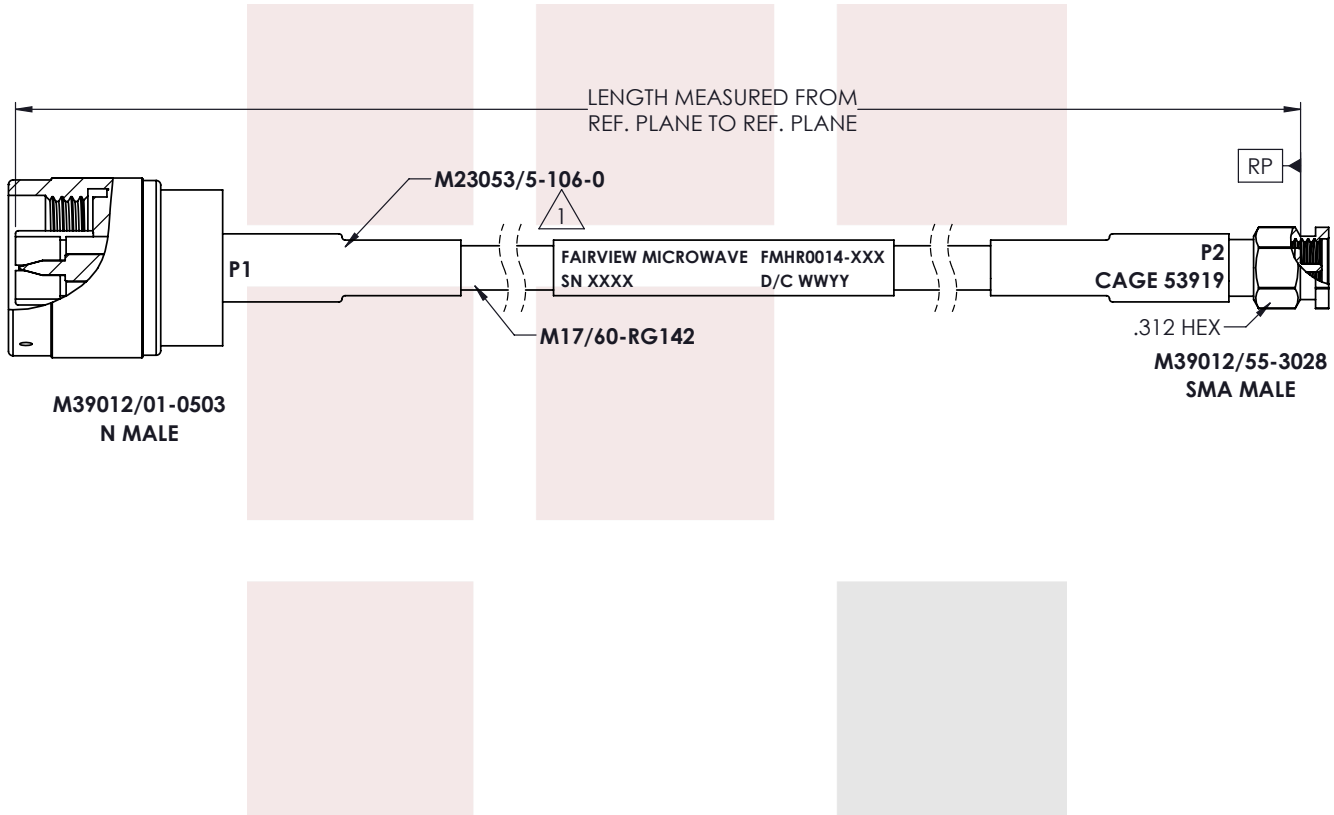 LENGTH MEASURED FROM
REF. PLANE TO REF. PLANE
RP
M23053/5-106-0
1
P1
FAIRVIEW MICROWAVE FMHR0014-XXX
SN XXXX D/C WWYY
P2
CAGE 53919
M17/60-RG142
.312 HEX
M39012/55-3028
SMA MALE
M39012/01-0503
N MALE